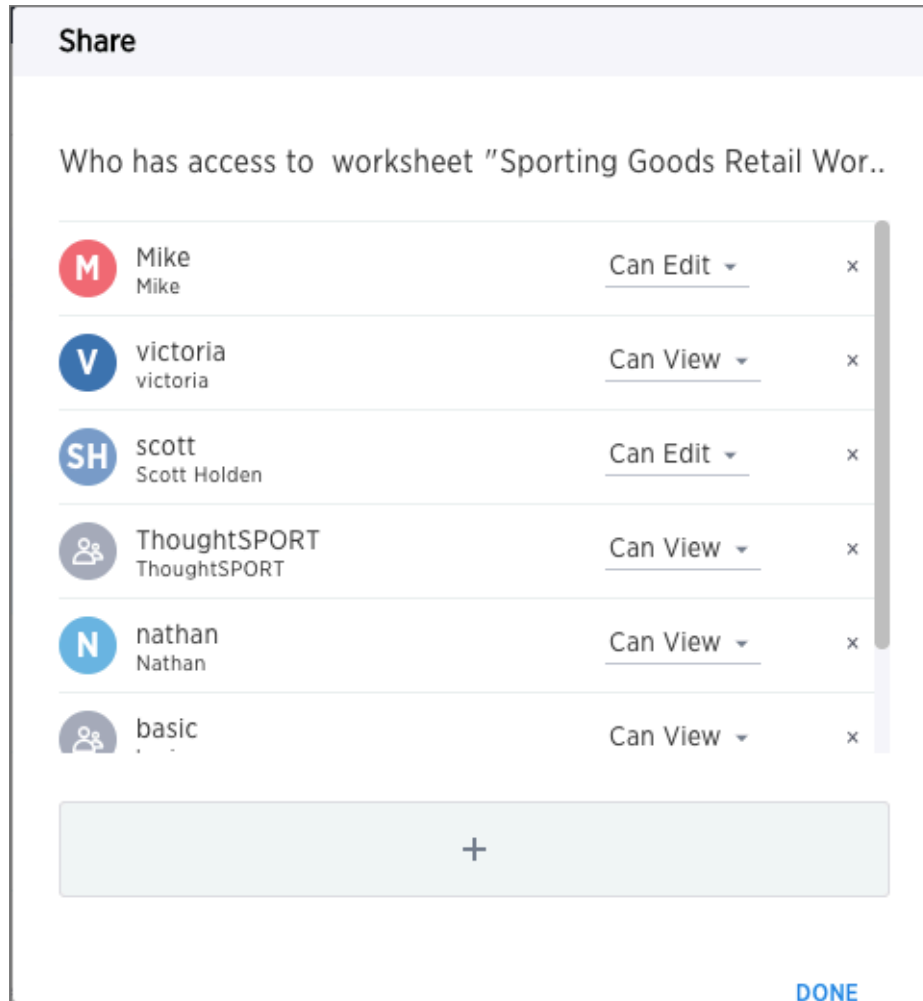 Share
Who has access to  worksheet "Sporting Goods Retail Wor..
M
Mike
Mike
Can Edit
×
V
victoria
victoria
Can View
×
SH
scott
Scott Holden
Can Edit
×
ThoughtSPORT
ThoughtSPORT
Can View
×
N
nathan
Nathan
Can View
×
basic
Can View
×
+
DONE